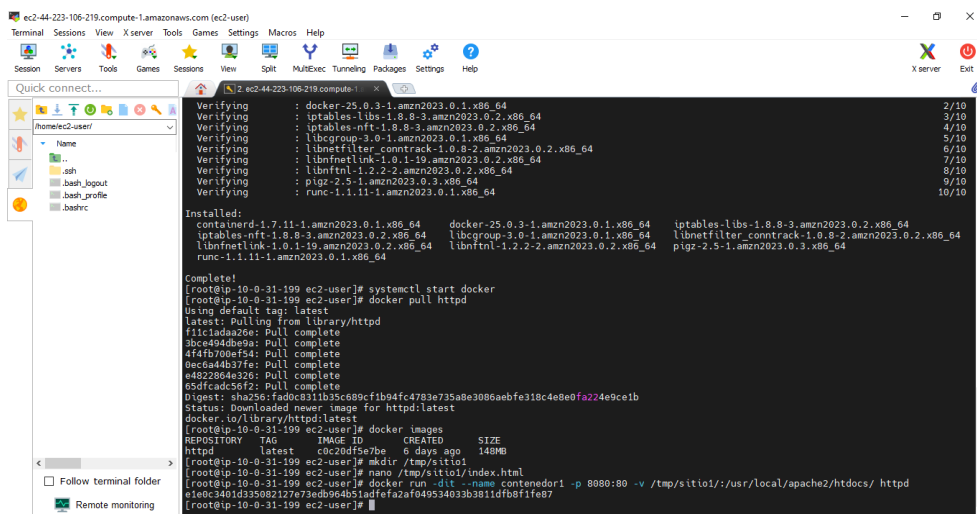 ec2-44-223-106-219.compute-1.amazonaws.com (ec2-user)
Terminal Sessions View X server Tools Games Settings Macros Help
Session Servers Tools Games Sessions View Split MultiExec Tunneling Packages Settings Help X server Exit
Quick connect...
2. ec2-44-223-106-219.compute-1.
/home/ec2-user/
Name
..
.ssh
.bash_logout
.bash_profile
.bashrc
Follow terminal folder
Remote monitoring
Verifying : docker-25.0.3-1.amzn2023.0.1.x86_64 2/10
Verifying : iptables-libs-1.8.8-3.amzn2023.0.2.x86_64 3/10
Verifying : iptables-nft-1.8.8-3.amzn2023.0.2.x86_64 4/10
Verifying : libcgroup-3.0-1.amzn2023.0.1.x86_64 5/10
Verifying : libnetfilter_conntrack-1.0.8-2.amzn2023.0.2.x86_64 6/10
Verifying : libnfnetlink-1.0.1-19.amzn2023.0.2.x86_64 7/10
Verifying : libnftnl-1.2.2-2.amzn2023.0.2.x86_64 8/10
Verifying : pigz-2.5-1.amzn2023.0.3.x86_64 9/10
Verifying : runc-1.1.11-1.amzn2023.0.1.x86_64 10/10
Installed:
containerd-1.7.11-1.amzn2023.0.1.x86_64 docker-25.0.3-1.amzn2023.0.1.x86_64 iptables-libs-1.8.8-3.amzn2023.0.2.x86_64
iptables-nft-1.8.8-3.amzn2023.0.2.x86_64 libcgroup-3.0-1.amzn2023.0.1.x86_64 libnetfilter_conntrack-1.0.8-2.amzn2023.0.2.x86_64
libnfnetlink-1.0.1-19.amzn2023.0.2.x86_64 libnftnl-1.2.2-2.amzn2023.0.2.x86_64 pigz-2.5-1.amzn2023.0.3.x86_64
runc-1.1.11-1.amzn2023.0.1.x86_64
Complete!
[root@ip-10-0-31-199 ec2-user]# systemctl start docker
[root@ip-10-0-31-199 ec2-user]# docker pull httpd
Using default tag: latest
latest: Pulling from library/httpd
f11c1adaa26e: Pull complete
3bce494dbe9a: Pull complete
4f4fb700ef54: Pull complete
0ec6a44b37fe: Pull complete
e4822864e326: Pull complete
65dfcadc56f2: Pull complete
Digest: sha256:fad0c8311b35c689cf1b94fc4783e735a8e3086aebfe318c4e8e0fa224e9ce1b
Status: Downloaded newer image for httpd:latest
docker.io/library/httpd:latest
[root@ip-10-0-31-199 ec2-user]# docker images
REPOSITORY TAG IMAGE ID CREATED SIZE
httpd latest c0c20df5e7be 6 days ago 148MB
[root@ip-10-0-31-199 ec2-user]# mkdir /tmp/sitio1
[root@ip-10-0-31-199 ec2-user]# nano /tmp/sitio1/index.html
[root@ip-10-0-31-199 ec2-user]# docker run -dit --name contenedor1 -p 8080:80 -v /tmp/sitio1/:/usr/local/apache2/htdocs/ httpd
e1e0c3401d335082127e73edb964b51adfefa2af049534033b3811dfb8f1fe87
[root@ip-10-0-31-199 ec2-user]#